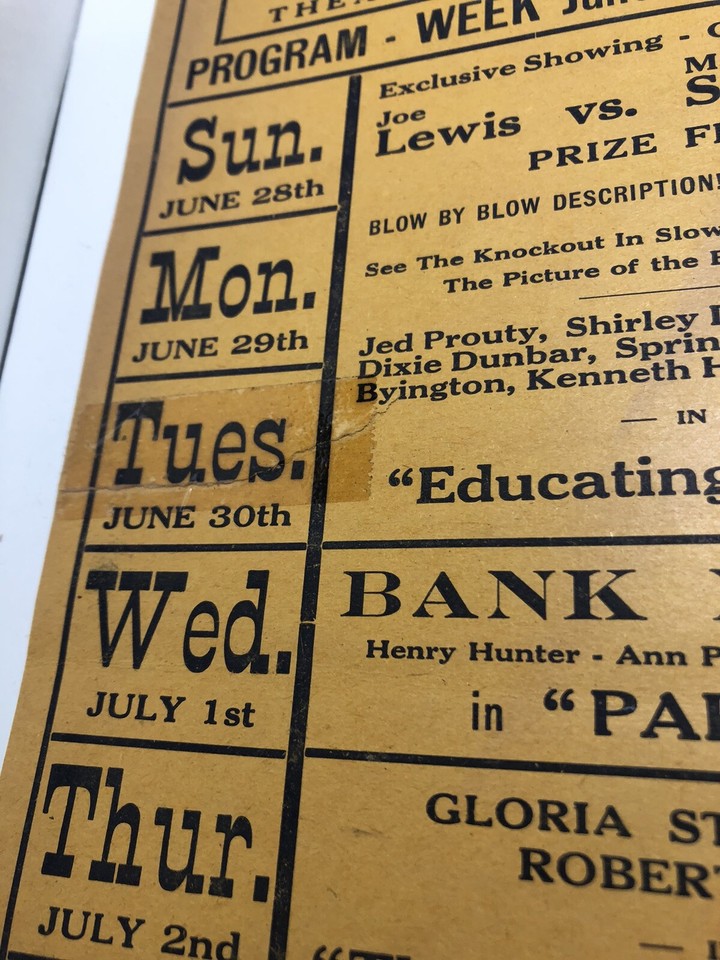 PROGRAM - WEEK
Sun.
JUNE 28th
Exclusive Showing -
Joe
Lewis vs.
PRIZE
BLOW BY BLOW DESCRIPTION!
See The Knockout In Slow
The Picture of the
Mon.
JUNE 29th
Jed Prouty, Shirley
Dixie Dunbar,
Byington, Kenneth
— IN
"Educating
Tues.
JUNE 30th
Wed.
JULY 1st
BANK
Henry Hunter - Ann
in "
Thur.
JULY 2nd
GLORIA